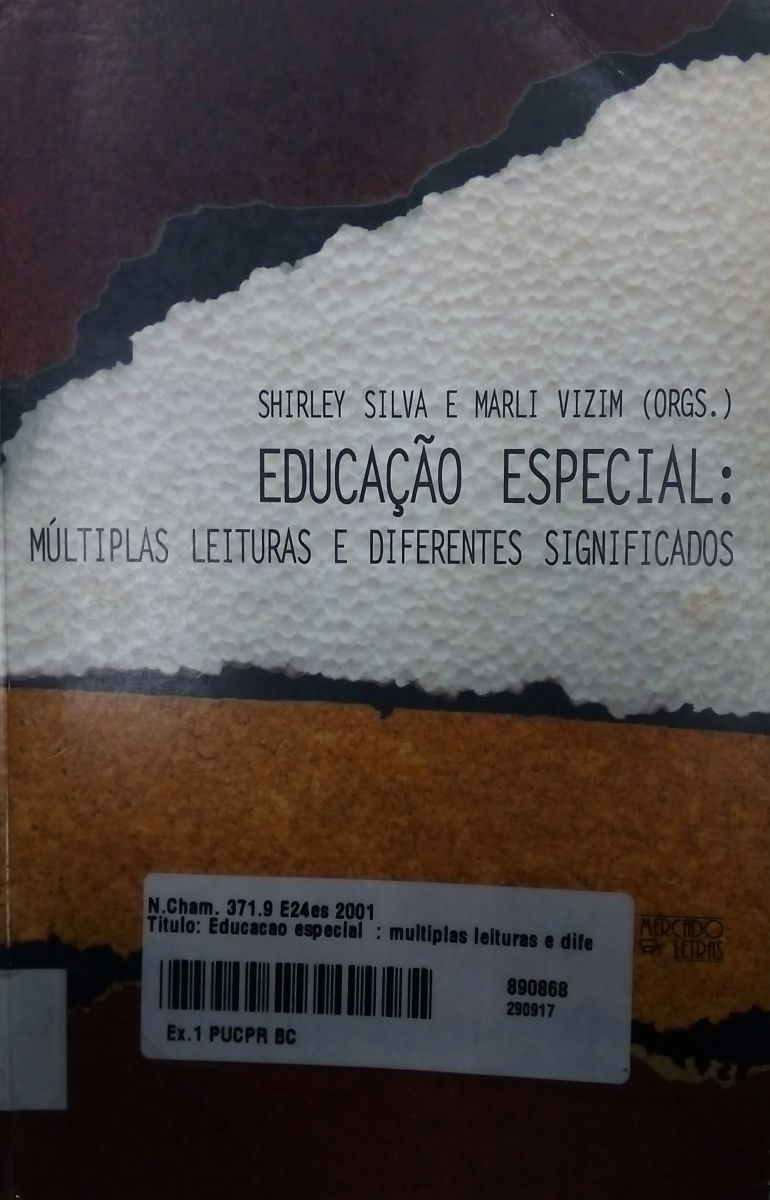 SHIRLEY SILVA E MARLI VIZIM (ORGS.)
EDUCAÇÃO ESPECIAL:
MÚLTIPLAS LEITURAS E DIFERENTES SIGNIFICADOS
N.Cham. 371.9 E24es 2001
Título: Educacao especial : multiplas leituras e dife
890868
290917
Ex.1 PUCPR BC
MERCADO
LETRAS